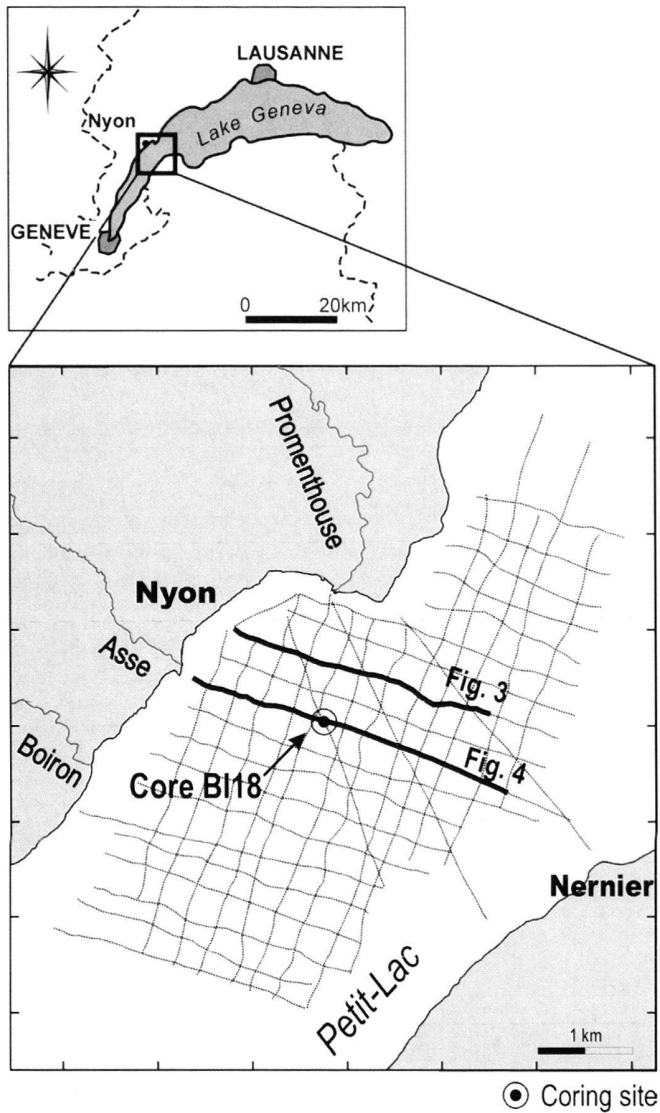 LAUSANNE
Lake Geneva
Nyon
GENEVE
0 20km
Promenthouse
Nyon
Asse
Fig. 3
Boiron
Fig. 4
Core Bl18
Nernier
Petit-Lac
1 km
Coring site